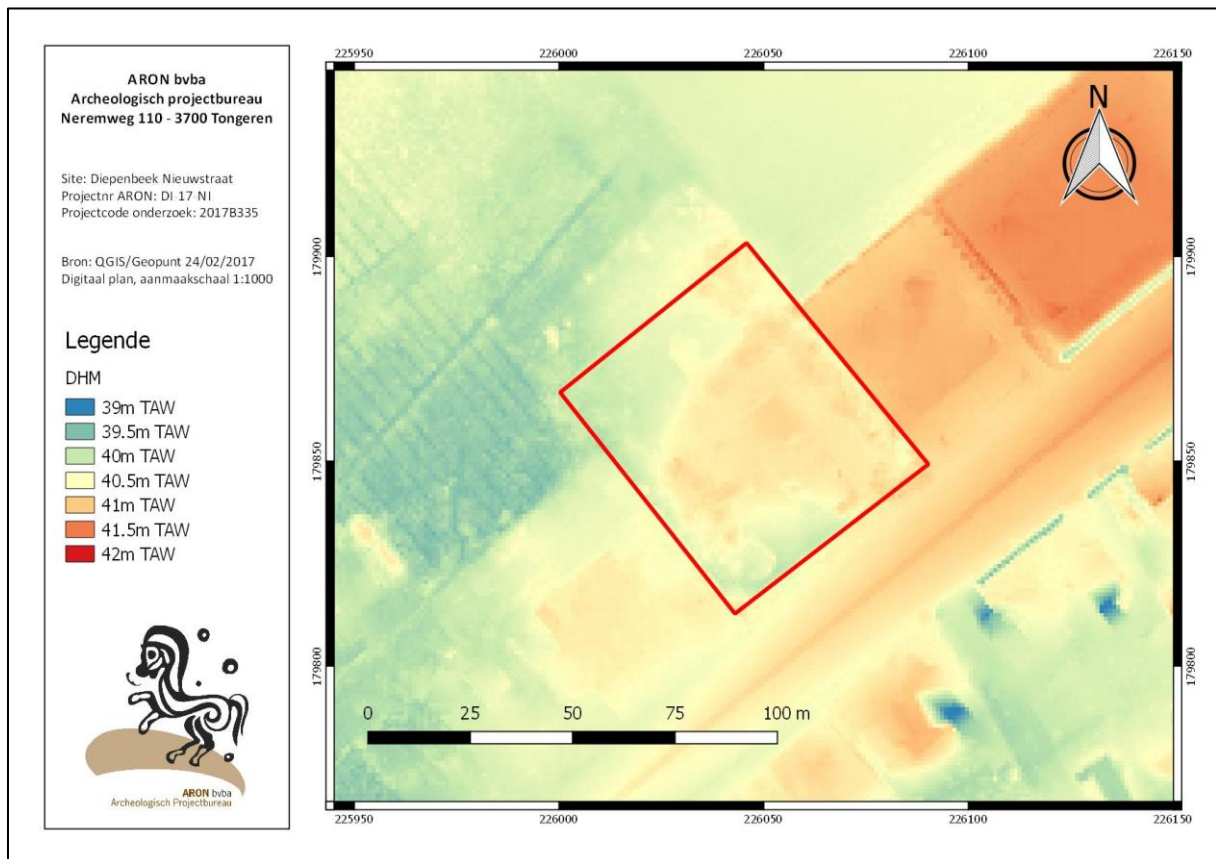 ARON bvba
Archeologisch projectbureau
Neremweg 110 - 3700 Tongeren
Site: Diepenbeek Nieuwstraat
Projectnr ARON: DI-17-NI
Projectcode onderzoek: 2017B335
Bron: QGIS/Geopunt 24/02/2017
Digitaal plan, aanmaakschaal 1:1000
Legende
DHM
39m TAW
39.5m TAW
40m TAW
40.5m TAW
41m TAW
41.5m TAW
42m TAW
ARON bvba
Archeologisch Projectbureau
225950 226000 226050 226100 226150
N
179900 179900
179850 179850
179800 179800
0 25 50 75 100 m
225950 226000 226050 226100 226150